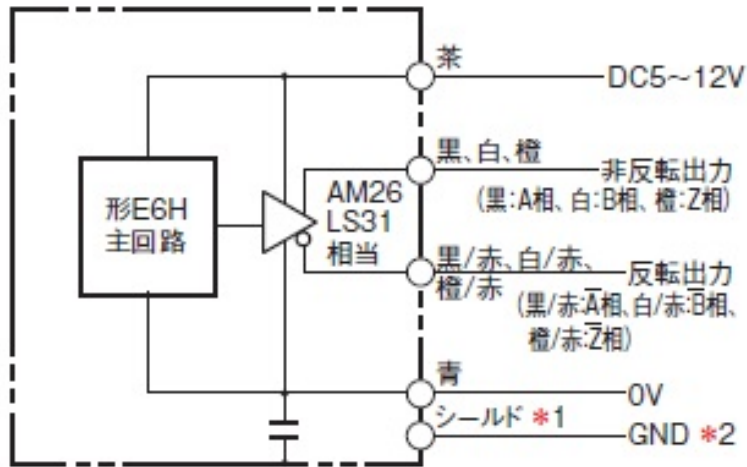 茶
DC5～12V
黒、白、橙
非反転出力
(黒:A相、白:B相、橙:Z相)
形E6H
主回路
AM26
LS31
相当
黒/赤、白/赤、
橙/赤
反転出力
(黒/赤:A̅相、白/赤:B̅相、
橙/赤:Z̅相)
青
0V
シールド *1
GND *2